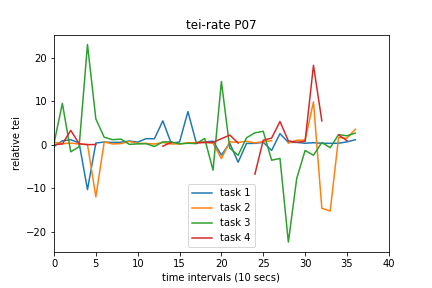 tei-rate P07
relative tei
20
10
0
−10
−20
task 1
task 2
task 3
task 4
0 5 10 15 20 25 30 35 40
time intervals (10 secs)